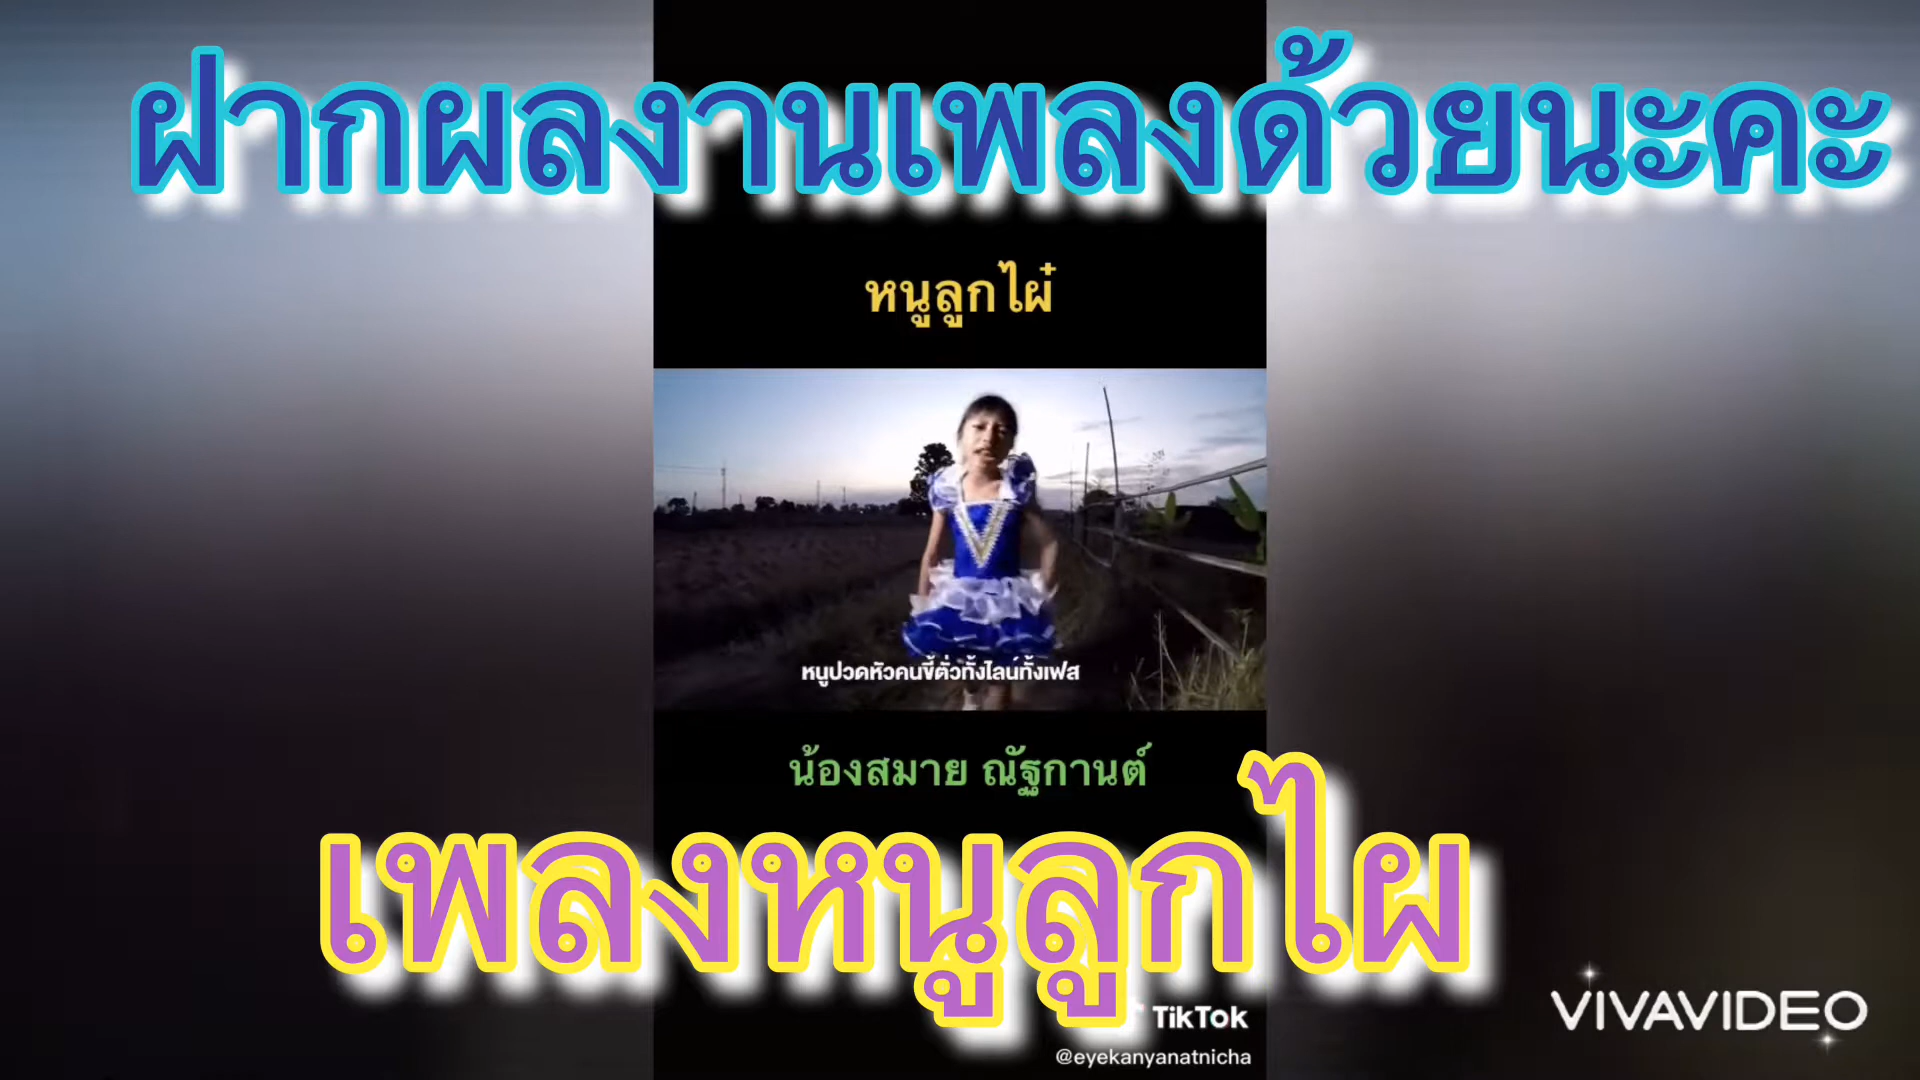 ฝากผลงานเพลงด้วยนะคะ
หนูลูกไผ๋
หนูปวดหัวคนขี้ตั่วทั้งไลน์ทั้งเฟส
น้องสมาย ณัฐกานต์
เพลงหนูลูกไผ
TikTok
@eyekanyanatnicha
VIVAVIDEO